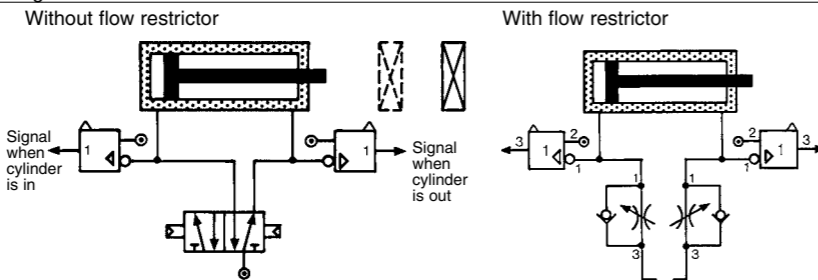 Without flow restrictor
With flow restrictor
Signal
when
cylinder
is in
1
1
Signal
when
cylinder
is out
3
2
1
1
2
1
3
1
1
1
3
3